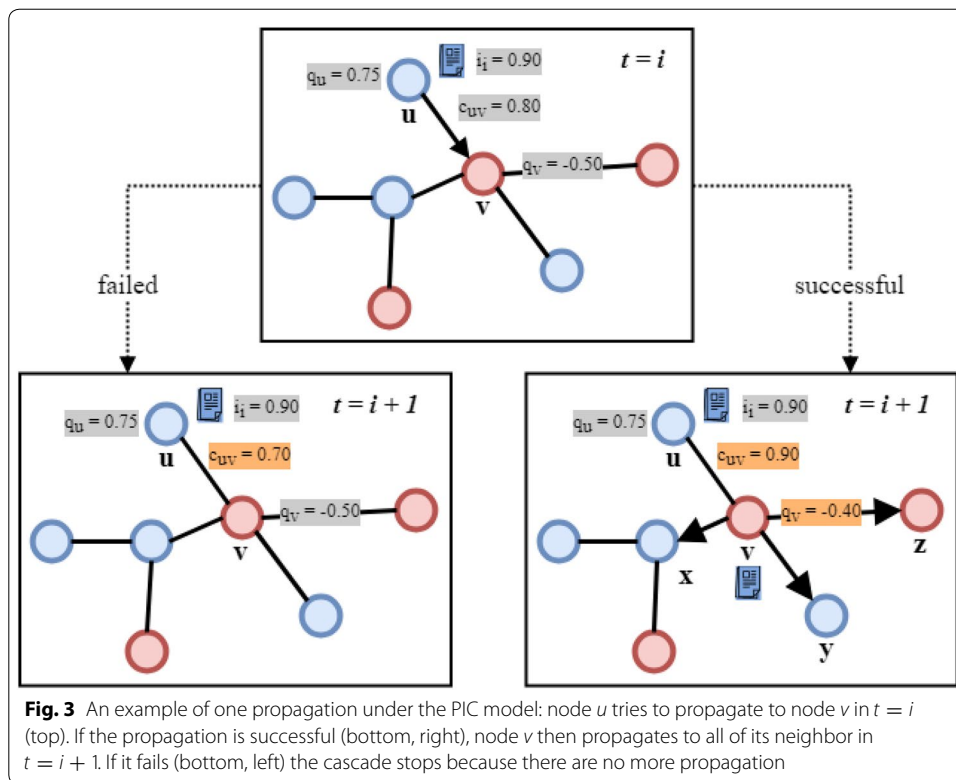 t = i
q_u = 0.75
i_i = 0.90
c_uv = 0.80
u
q_v = -0.50
v
failed
successful
t = i + 1
q_u = 0.75
i_i = 0.90
u
c_uv = 0.70
q_v = -0.50
v
t = i + 1
q_u = 0.75
i_i = 0.90
u
c_uv = 0.90
q_v = -0.40
v
z
x
y
Fig. 3 An example of one propagation under the PIC model: node u tries to propagate to node v in t = i
(top). If the propagation is successful (bottom, right), node v then propagates to all of its neighbor in
t = i + 1. If it fails (bottom, left) the cascade stops because there are no more propagation